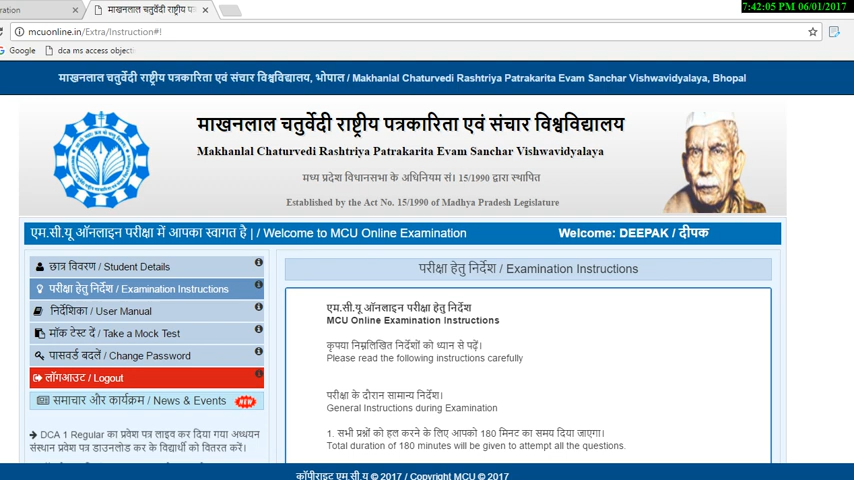 ration
माखनलाल चतुर्वेदी राष्ट्रीय प
7:42:05 PM 06/01/2017
mcuonline.in/Extra/Instruction#!
Google
dca ms access object
माखनलाल चतुर्वेदी राष्ट्रीय पत्रकारिता एवं संचार विश्वविद्यालय, भोपाल / Makhanlal Chaturvedi Rashtriya Patrakarita Evam Sanchar Vishwavidyalaya, Bhopal
माखनलाल चतुर्वेदी राष्ट्रीय पत्रकारिता एवं संचार विश्वविद्यालय
Makhanlal Chaturvedi Rashtriya Patrakarita Evam Sanchar Vishwavidyalaya
मध्य प्रदेश विधानसभा के अधिनियम सं। 15/1990 द्वारा स्थापित
Established by the Act No. 15/1990 of Madhya Pradesh Legislature
एम.सी.यू ऑनलाइन परीक्षा में आपका स्वागत है | / Welcome to MCU Online Examination
Welcome: DEEPAK / दीपक
छात्र विवरण / Student Details
परीक्षा हेतु निर्देश / Examination Instructions
निर्देशिका / User Manual
मॉक टेस्ट दें / Take a Mock Test
पासवर्ड बदलें / Change Password
लॉगआउट / Logout
समाचार और कार्यक्रम / News & Events NEW
DCA 1 Regular का प्रवेश पत्र लाइव कर दिया गया अध्धयन
संस्थान प्रवेश पत्र डाउनलोड कर के विद्यार्थी को वितरत करें।
परीक्षा हेतु निर्देश / Examination Instructions
एम.सी.यू ऑनलाइन परीक्षा हेतु निर्देश
MCU Online Examination Instructions
कृपया निम्नलिखित निर्देशों को ध्यान से पढ़ें।
Please read the following instructions carefully
परीक्षा के दौरान सामान्य निर्देश।
General Instructions during Examination
1. सभी प्रश्नों को हल करने के लिए आपको 180 मिनट का समय दिया जाएगा।
Total duration of 180 minutes will be given to attempt all the questions.
कॉपीराइट एम.सी.यू © 2017 / Copyright MCU © 2017